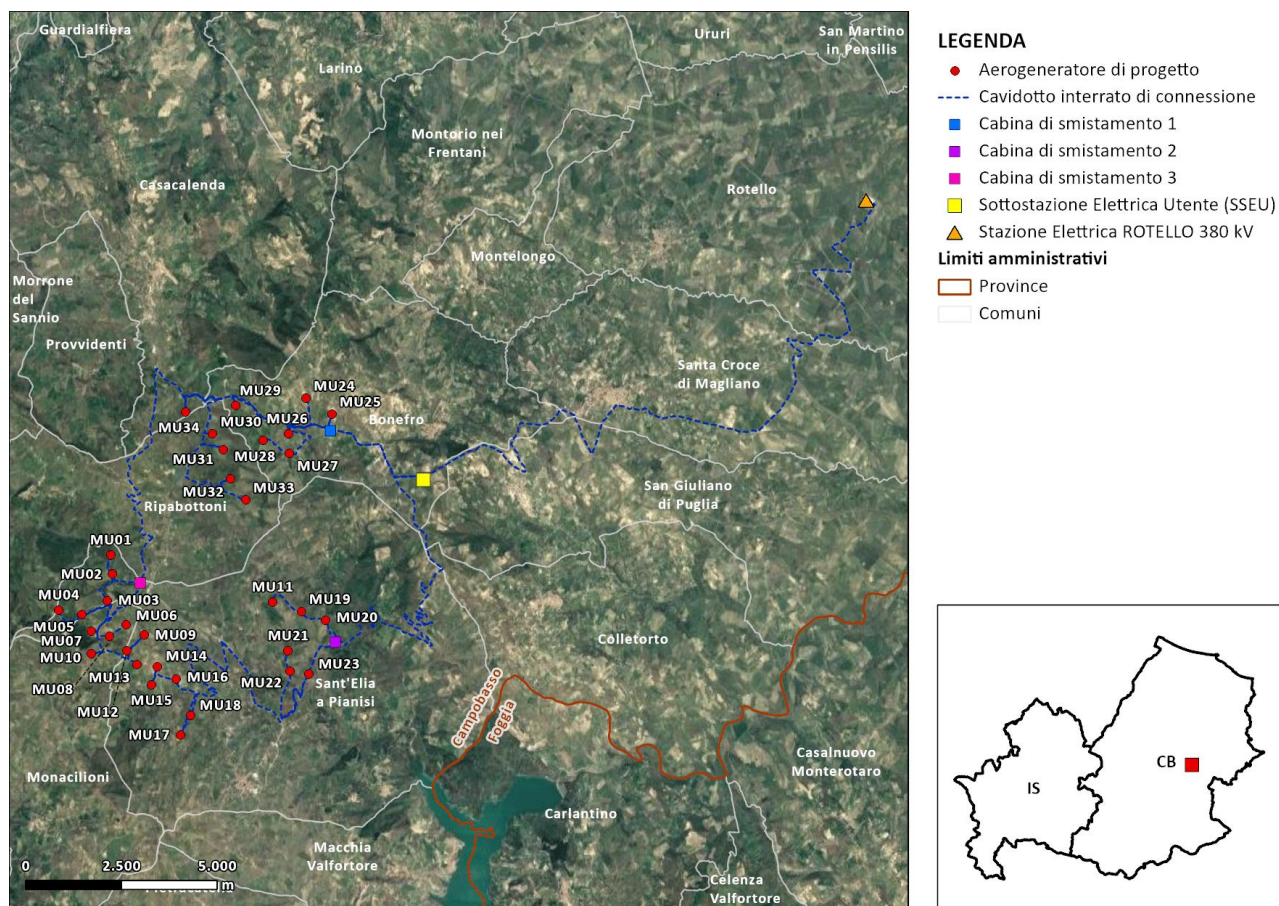 Guardialfiera
Larino
Ururi
San Martino
in Pensilis
Montorio nei
Frentani
Casacalenda
Rotello
Montelongo
Morrone
del
Sannio
Provvidenti
Santa Croce
di Magliano
MU29
MU24
MU25
MU34
MU30
MU26
Bonefro
MU31
MU28
MU27
MU32
MU33
Ripabottoni
San Giuliano
di Puglia
MU01
MU02
MU04
MU03
MU06
MU11
MU19
MU05
MU07
MU09
MU20
MU21
Colletorto
MU10
MU14
MU08
MU13
MU16
MU22
MU23
Sant'Elia
a Pianisi
MU12
MU15
MU18
MU17
Campobasso
Foggia
Monacilioni
Casalnuovo
Monterotaro
Carlantino
Macchia
Valfortore
Celenza
Valfortore
0 2.500 5.000
m
LEGENDA
Aerogeneratore di progetto
Cavidotto interrato di connessione
Cabina di smistamento 1
Cabina di smistamento 2
Cabina di smistamento 3
Sottostazione Elettrica Utente (SSEU)
Stazione Elettrica ROTELLO 380 kV
Limiti amministrativi
Province
Comuni
CB
IS